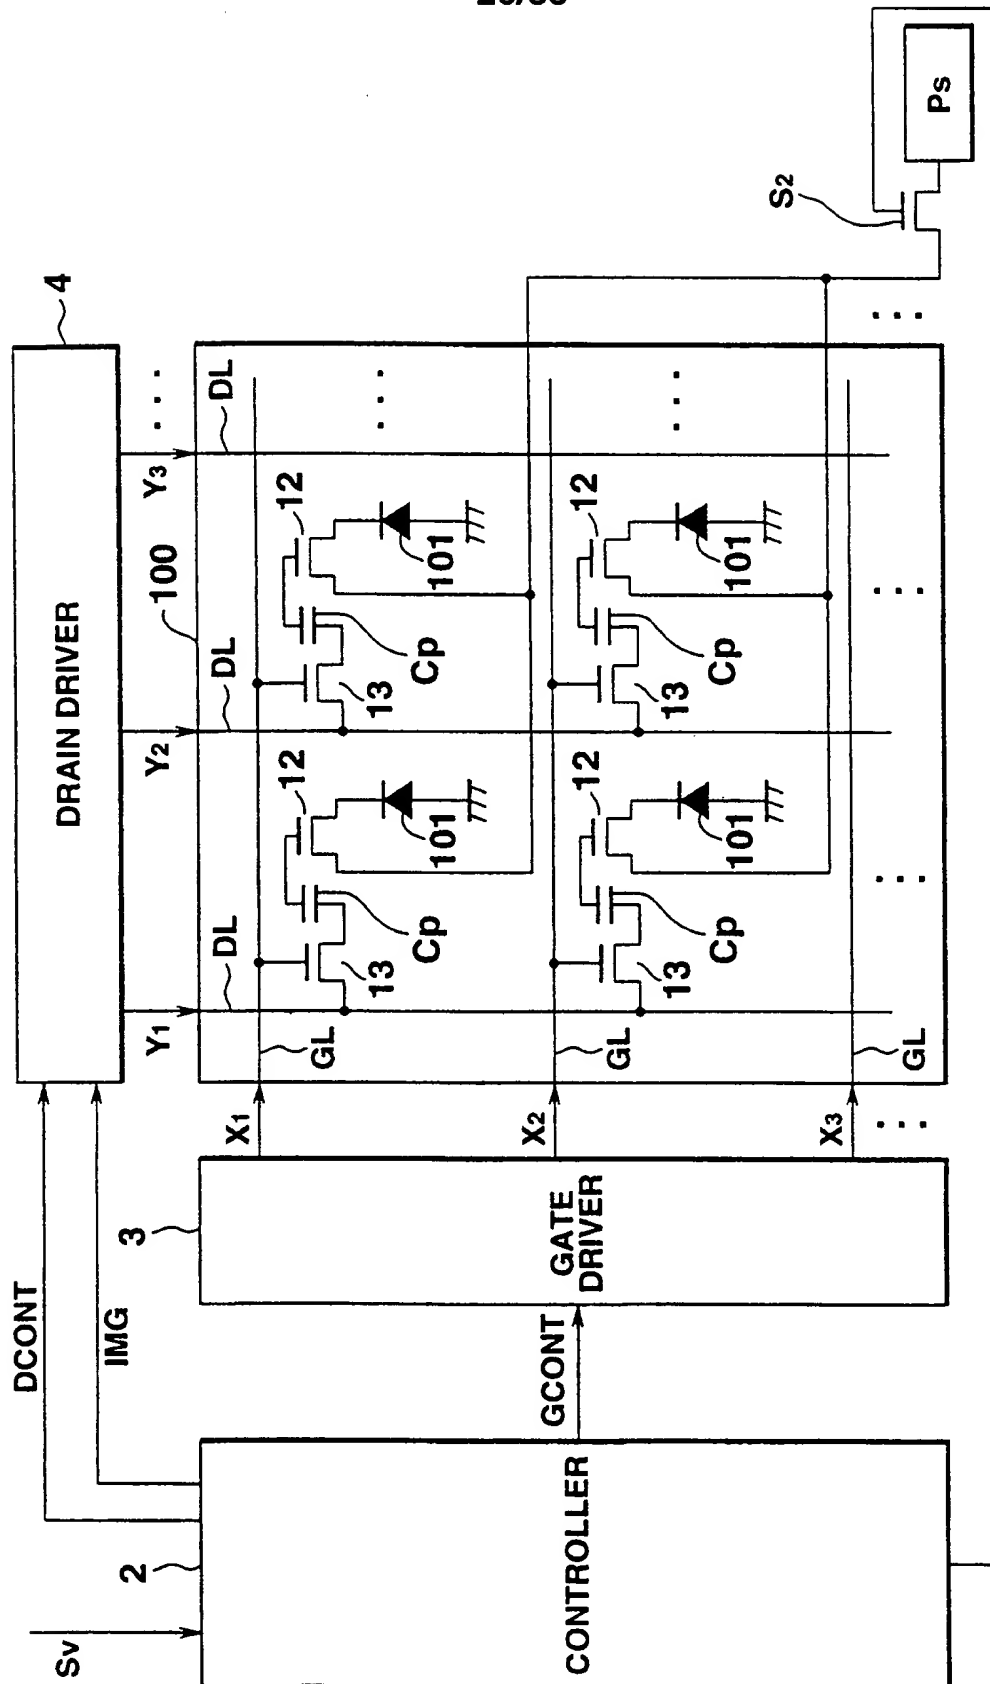 DRAIN DRIVER
4
DCONT
IMG
Y1
Y2
Y3
...
DL
DL
DL
100
Sv
2
CONTROLLER
GCONT
3
GATE
DRIVER
X1
X2
X3
...
GL
GL
GL
13
Cp
12
101
13
Cp
12
101
...
13
Cp
12
101
13
Cp
12
101
...
...
...
...
S2
Ps